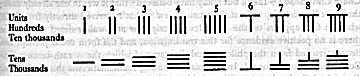 1 2 3 4 5 6 7 8 9
Units
Hundreds
Ten thousands
Tens
Thousands